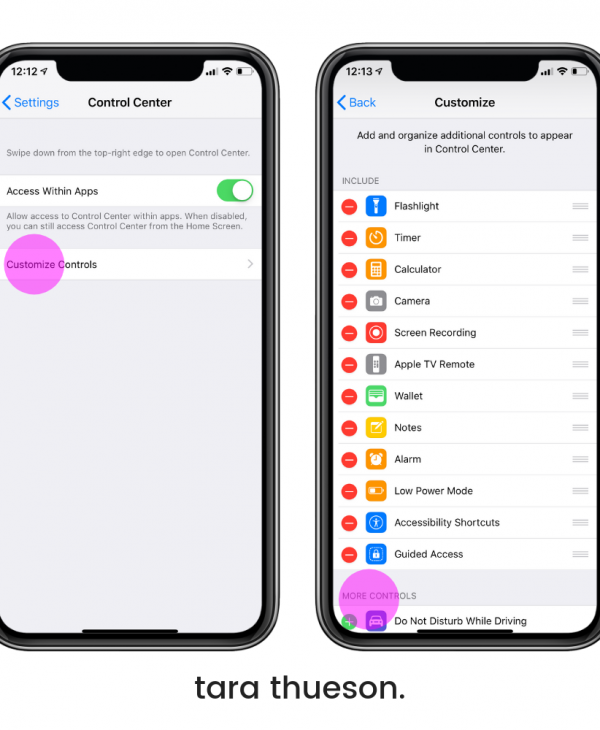 12:12
Settings
Control Center
Swipe down from the top-right edge to open Control Center.
Access Within Apps
Allow access to Control Center within apps. When disabled,
you can still access Control Center from the Home Screen.
Customize Controls
12:13
Back
Customize
Add and organize additional controls to appear
in Control Center.
INCLUDE
Flashlight
Timer
Calculator
Camera
Screen Recording
Apple TV Remote
Wallet
Notes
Alarm
Low Power Mode
Accessibility Shortcuts
Guided Access
MORE CONTROLS
Do Not Disturb While Driving
tara thueson.